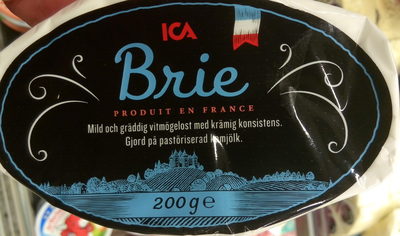 ICA
Brie
PRODUIT EN FRANCE
Mild och gräddig vitmögelost med krämig konsistens.
Gjord på pastöriserad komjölk.
200g℮